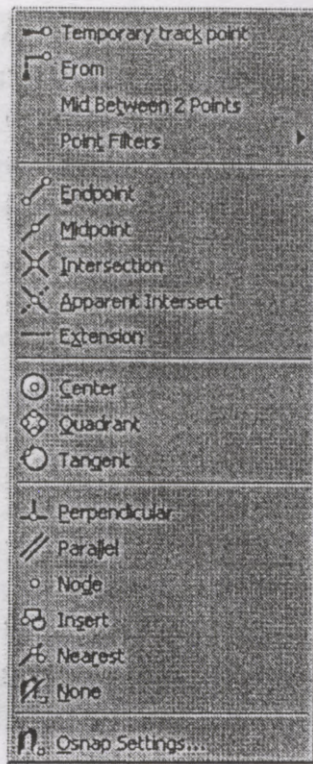 Temporary track point
From
Mid Between 2 Points
Point Filters
Endpoint
Midpoint
Intersection
Apparent Intersect
Extension
Center
Quadrant
Tangent
Perpendicular
Parallel
Node
Insert
Nearest
None
Osnap Settings...